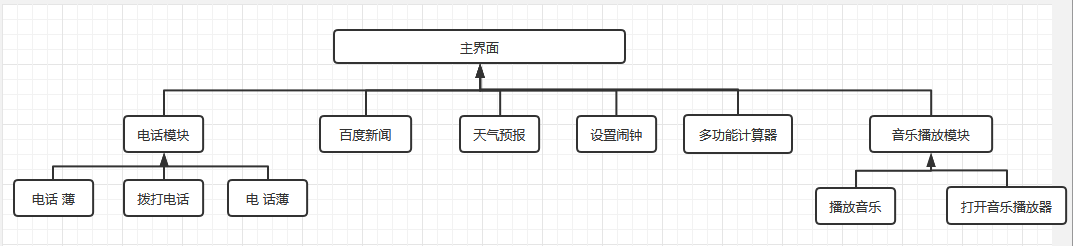 主界面
电话模块
百度新闻
天气预报
设置闹钟
多功能计算器
音乐播放模块
电话 薄
拨打电话
电 话薄
播放音乐
打开音乐播放器